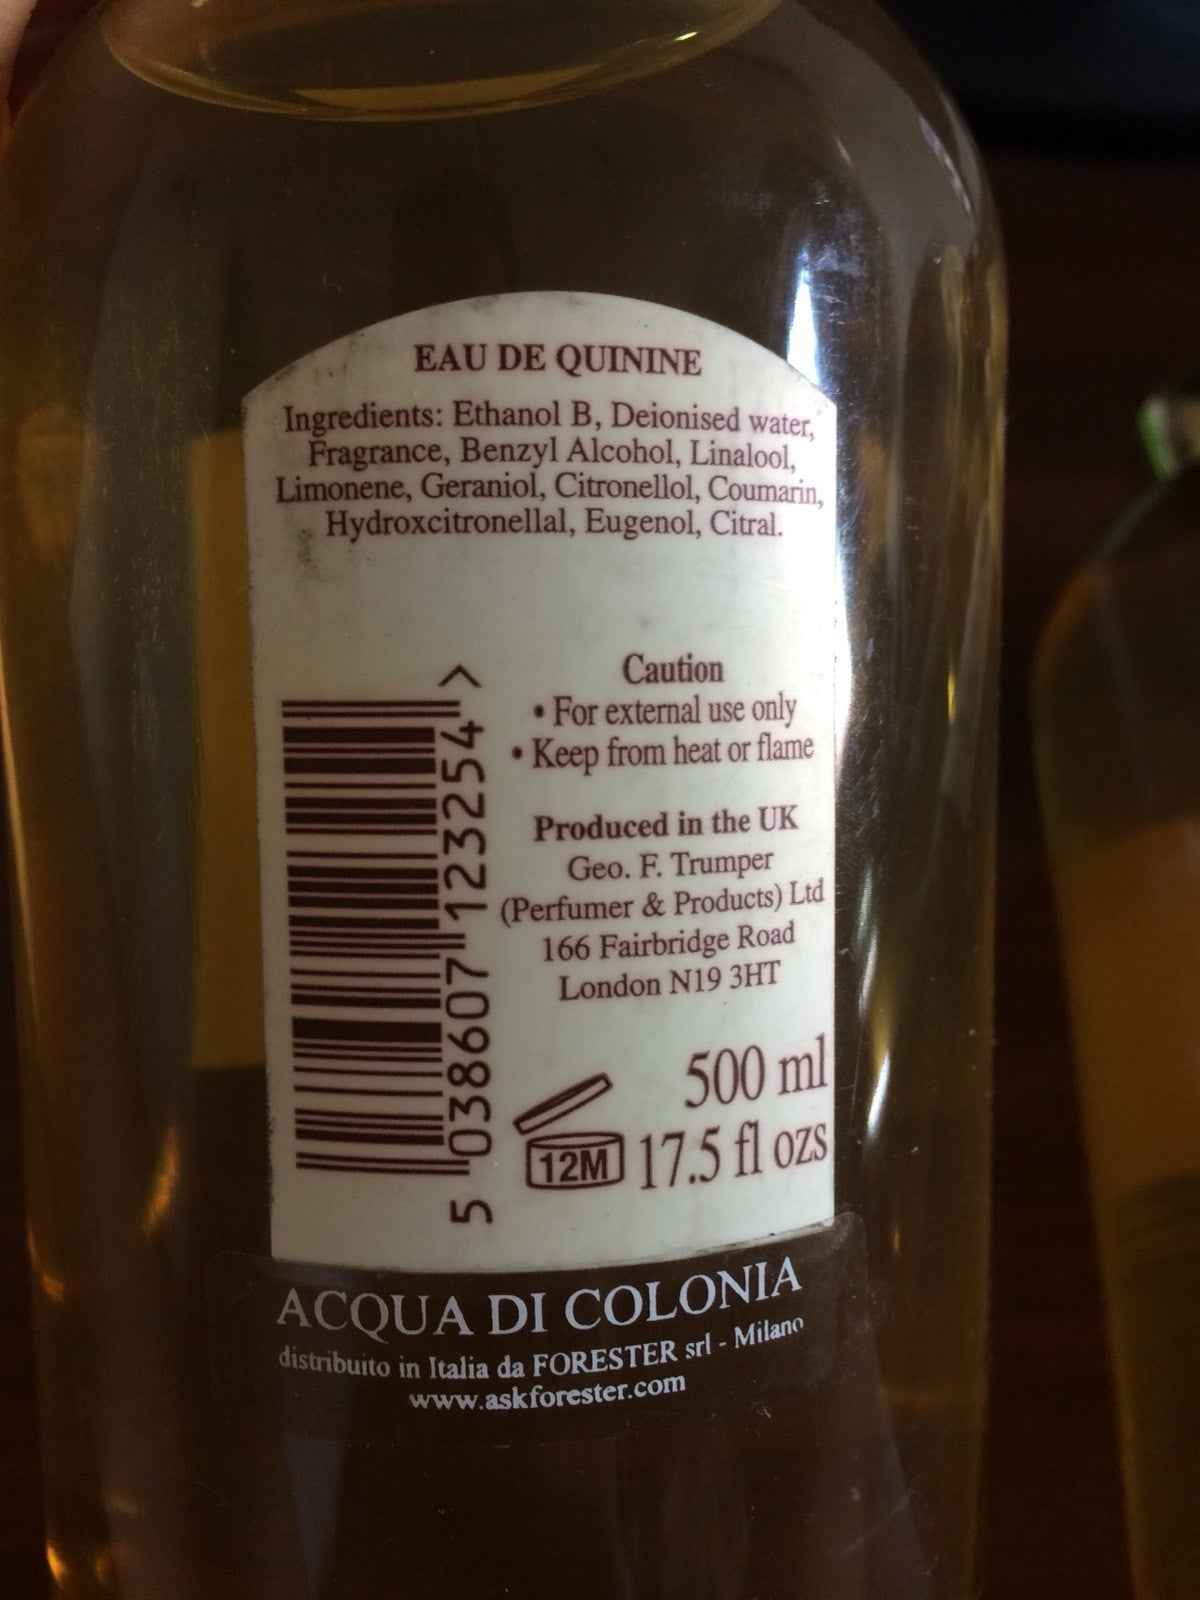 EAU DE QUININE
Ingredients: Ethanol B, Deionised water,
Fragrance, Benzyl Alcohol, Linalool,
Limonene, Geraniol, Citronellol, Coumarin,
Hydroxcitronellal, Eugenol, Citral.
Caution
• For external use only
• Keep from heat or flame
Produced in the UK
Geo. F. Trumper
(Perfumer & Products) Ltd
166 Fairbridge Road
London N19 3HT
5 038607 123254 >
12M
500 ml
17.5 fl ozs
ACQUA DI COLONIA
distribuito in Italia da FORESTER srl - Milano
www.askforester.com